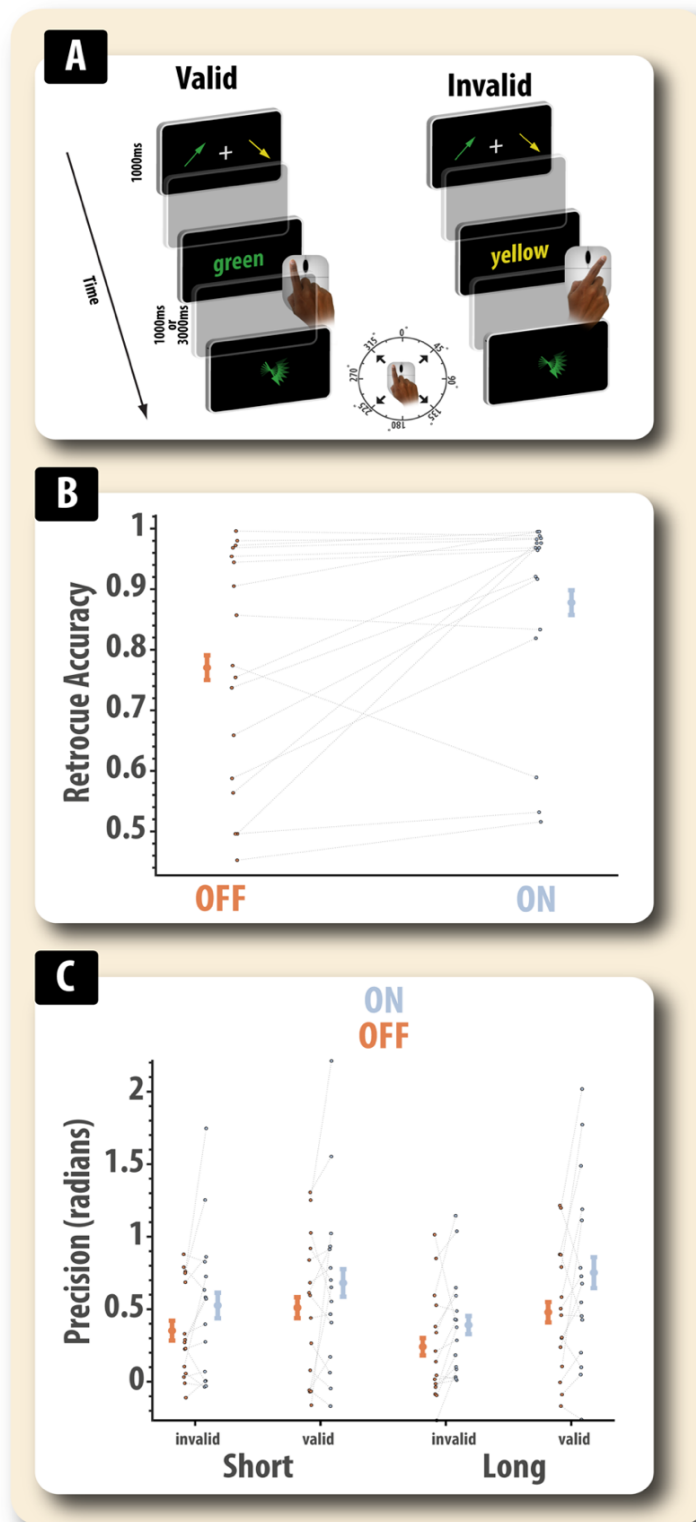 A
Valid
Invalid
1000ms
+
+
Time
green
yellow
1000ms
or
3000ms
0°
45°
90°
135°
180°
225°
270°
315°
B
Retrocue Accuracy
1
0.9
0.8
0.7
0.6
0.5
OFF
ON
C
ON
OFF
Precision (radians)
2
1.5
1
0.5
0
invalid
valid
invalid
valid
Short
Long